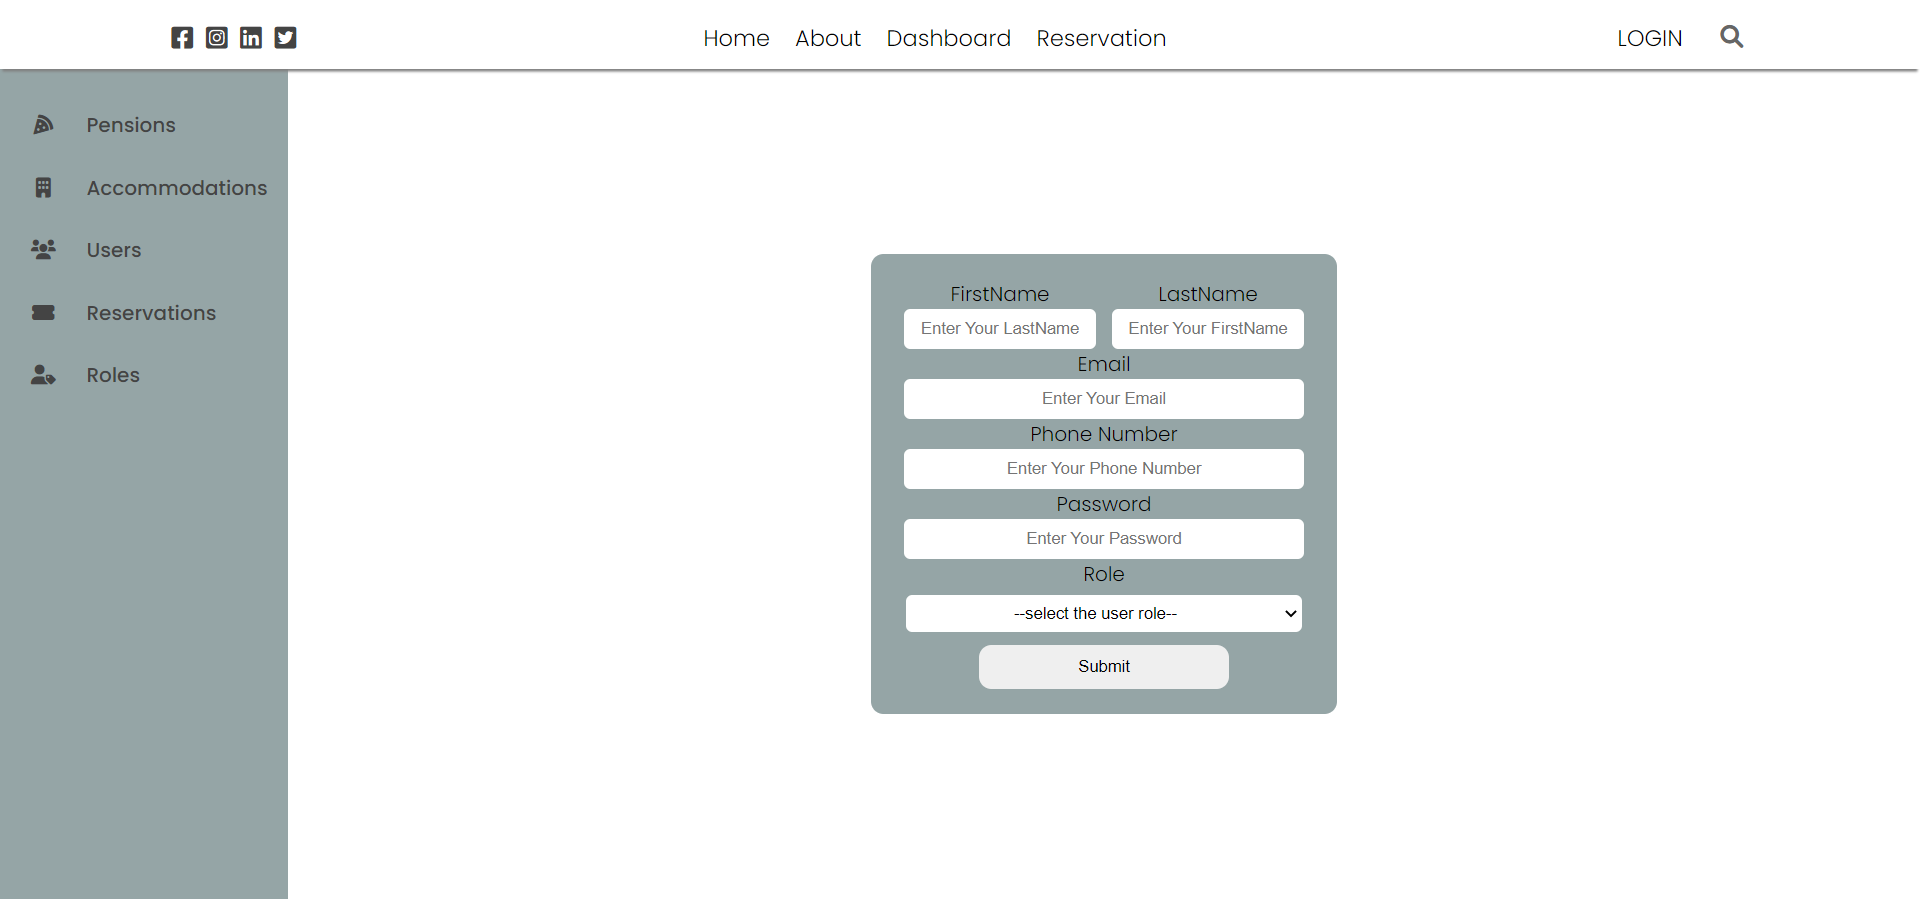 Home About Dashboard Reservation LOGIN
Pensions
Accommodations
Users
Reservations
Roles
FirstName LastName
Enter Your LastName Enter Your FirstName
Email
Enter Your Email
Phone Number
Enter Your Phone Number
Password
Enter Your Password
Role
--select the user role--
Submit